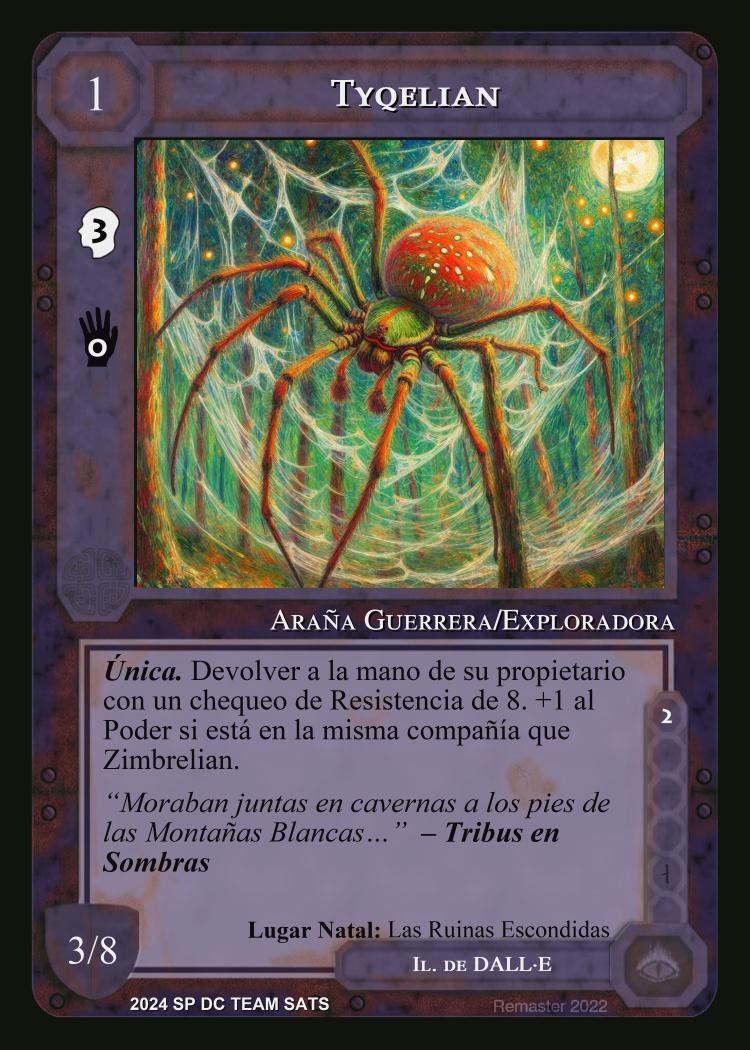 1
Tyqelian
3
0
Araña Guerrera/Exploradora
Única. Devolver a la mano de su propietario
con un chequeo de Resistencia de 8. +1 al
Poder si está en la misma compañía que
Zimbrelian.
2
“Moraban juntas en cavernas a los pies de
las Montañas Blancas…” – Tribus en
Sombras
Lugar Natal: Las Ruinas Escondidas
3/8
Il. de DALL·E
2024 SP DC TEAM SATS
Remaster 2022